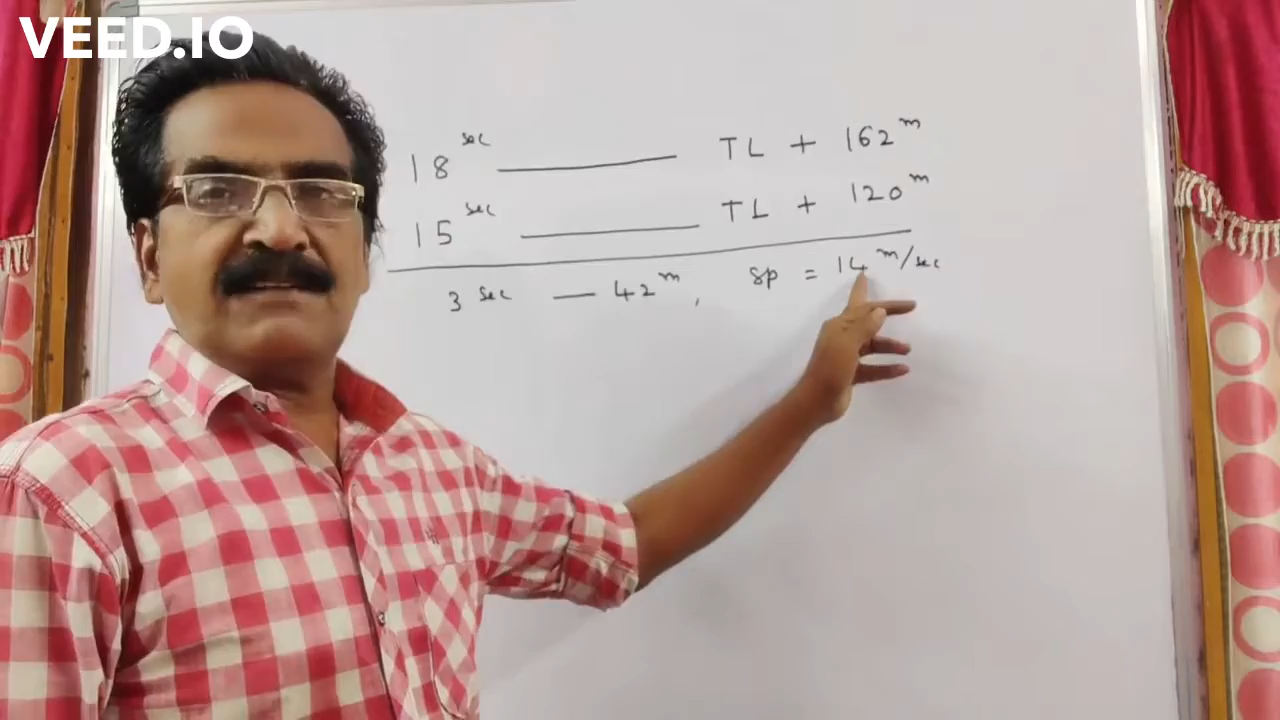 VEED.IO
18 sec —— TL + 162 m
15 sec —— TL + 120 m
3 sec — 42 m, Sp = 14 m/sec